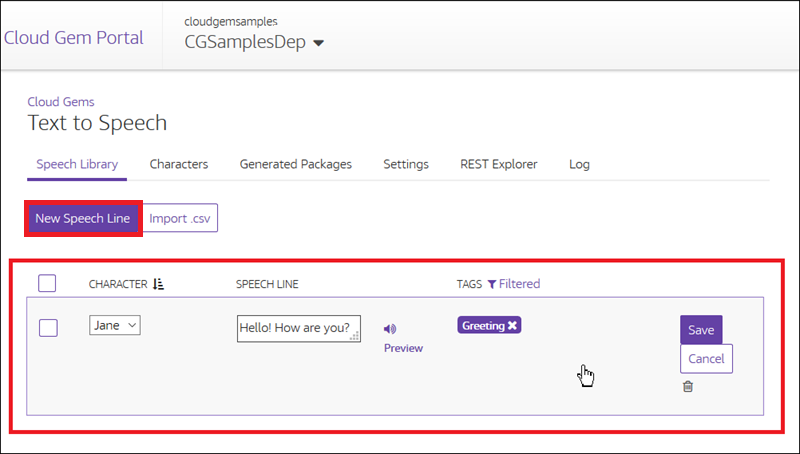 Cloud Gem Portal
cloudgemsamples
CGSamplesDep
Cloud Gems
Text to Speech
Speech Library Characters Generated Packages Settings REST Explorer Log
New Speech Line Import .csv
CHARACTER SPEECH LINE TAGS Filtered
Jane Hello! How are you? Greeting Save
Preview
Cancel